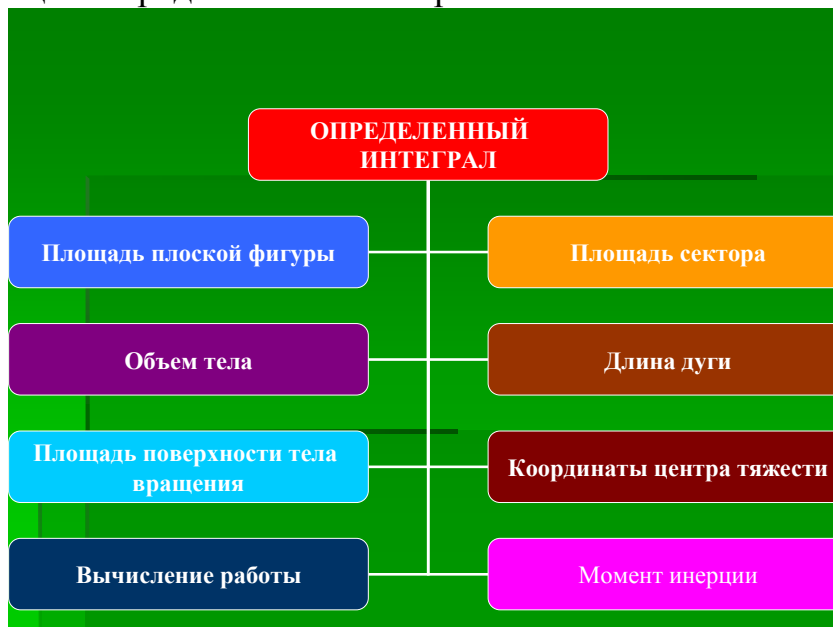 ОПРЕДЕЛЕННЫЙ
ИНТЕГРАЛ
Площадь плоской фигуры
Площадь сектора
Объем тела
Длина дуги
Площадь поверхности тела
вращения
Координаты центра тяжести
Вычисление работы
Момент инерции